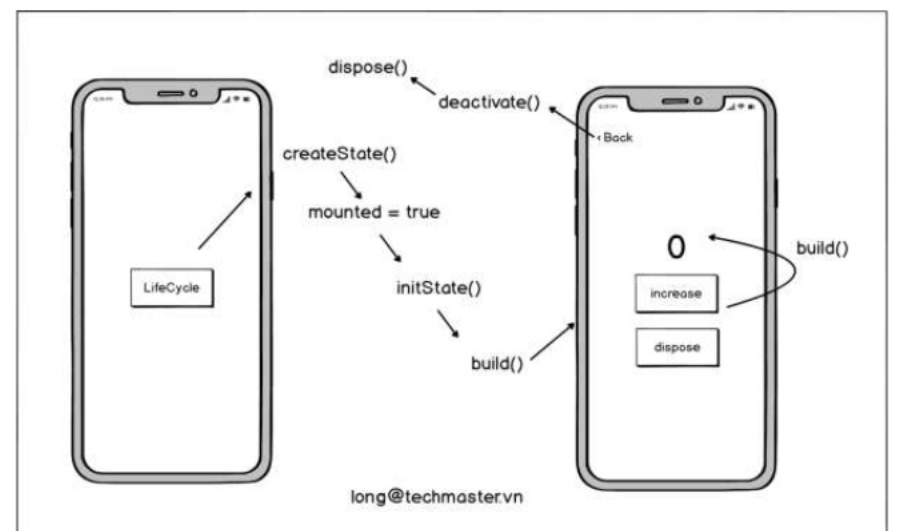 dispose()
deactivate()
‹ Back
createState()
mounted = true
0
build()
initState()
LifeCycle
increase
dispose
build()
long@techmaster.vn